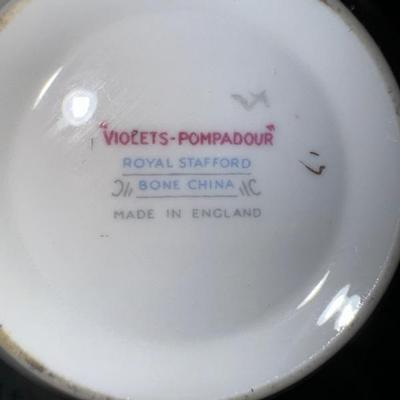 "VIOLETS-POMPADOUR"
ROYAL STAFFORD
BONE CHINA
MADE IN ENGLAND